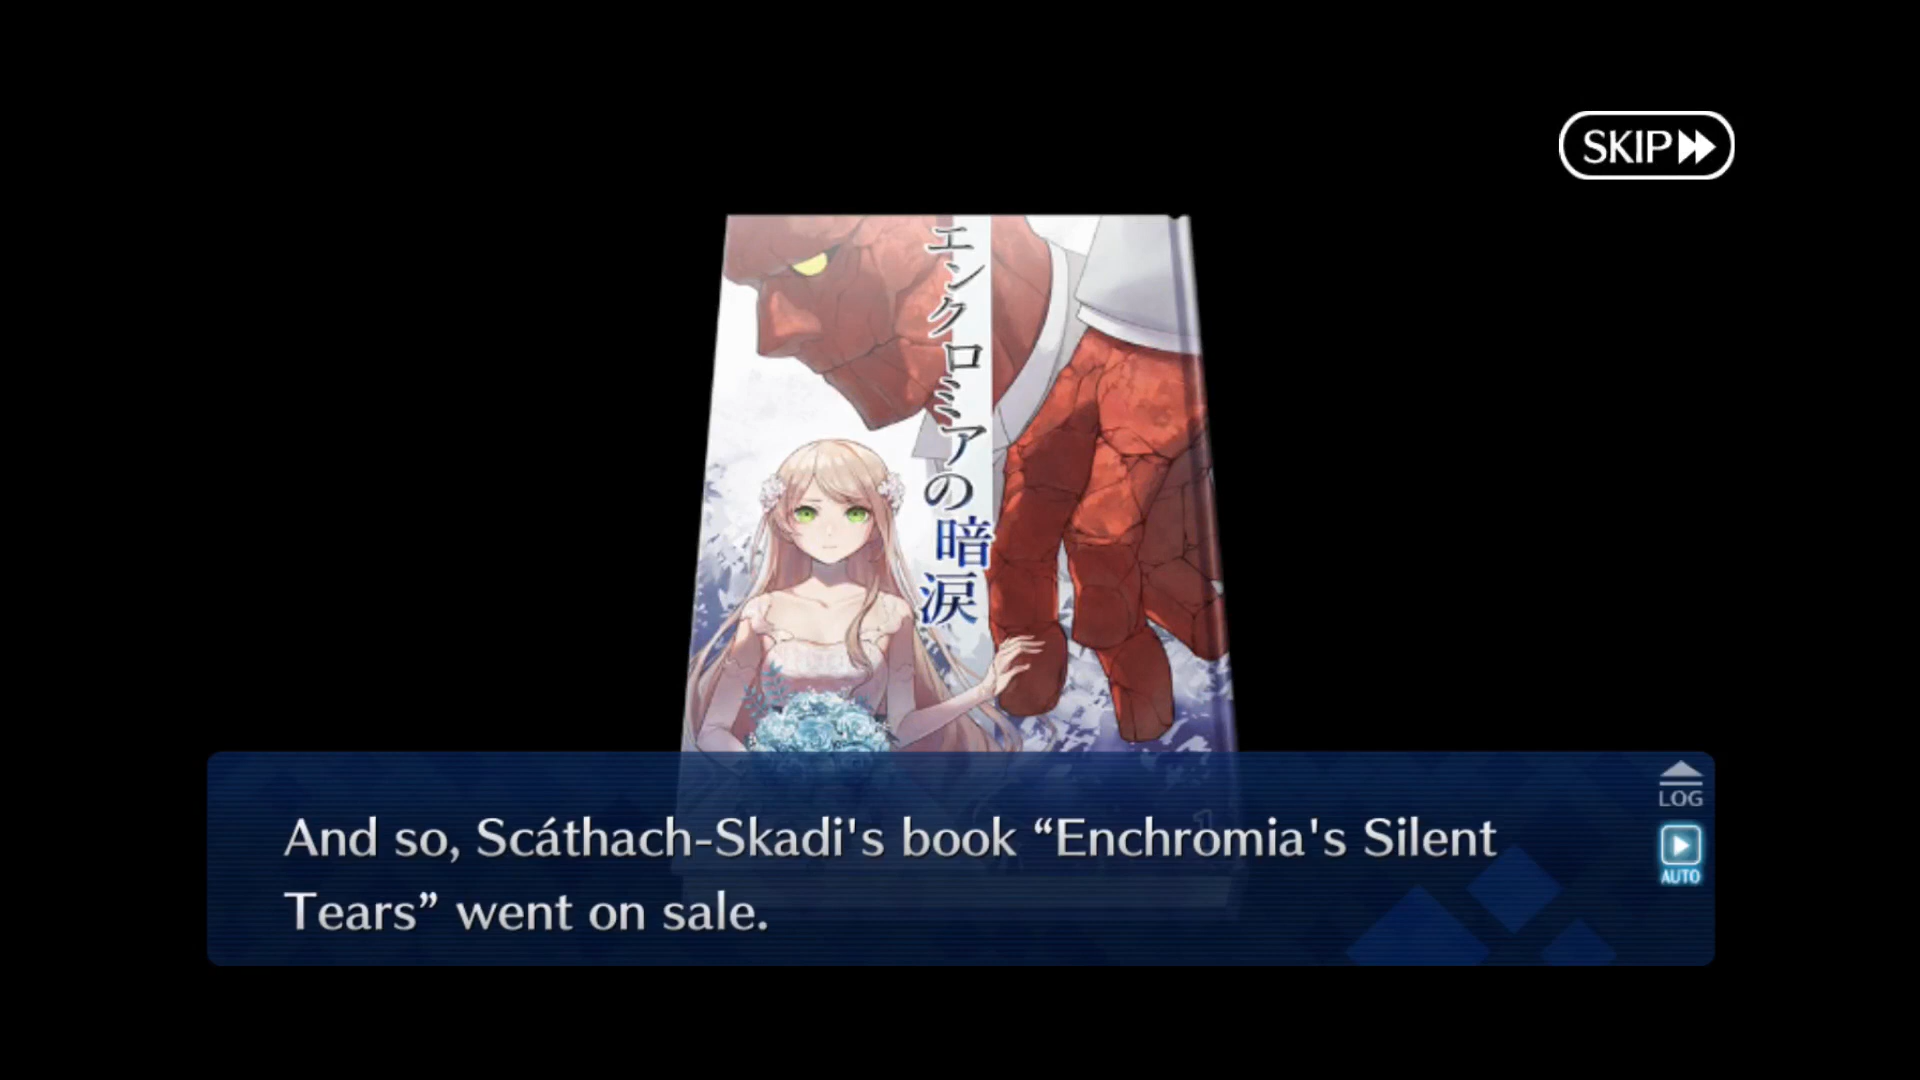 SKIP
エンクロミアの暗涙
And so, Scáthach-Skadi's book “Enchromia's Silent
Tears” went on sale.
LOG
AUTO